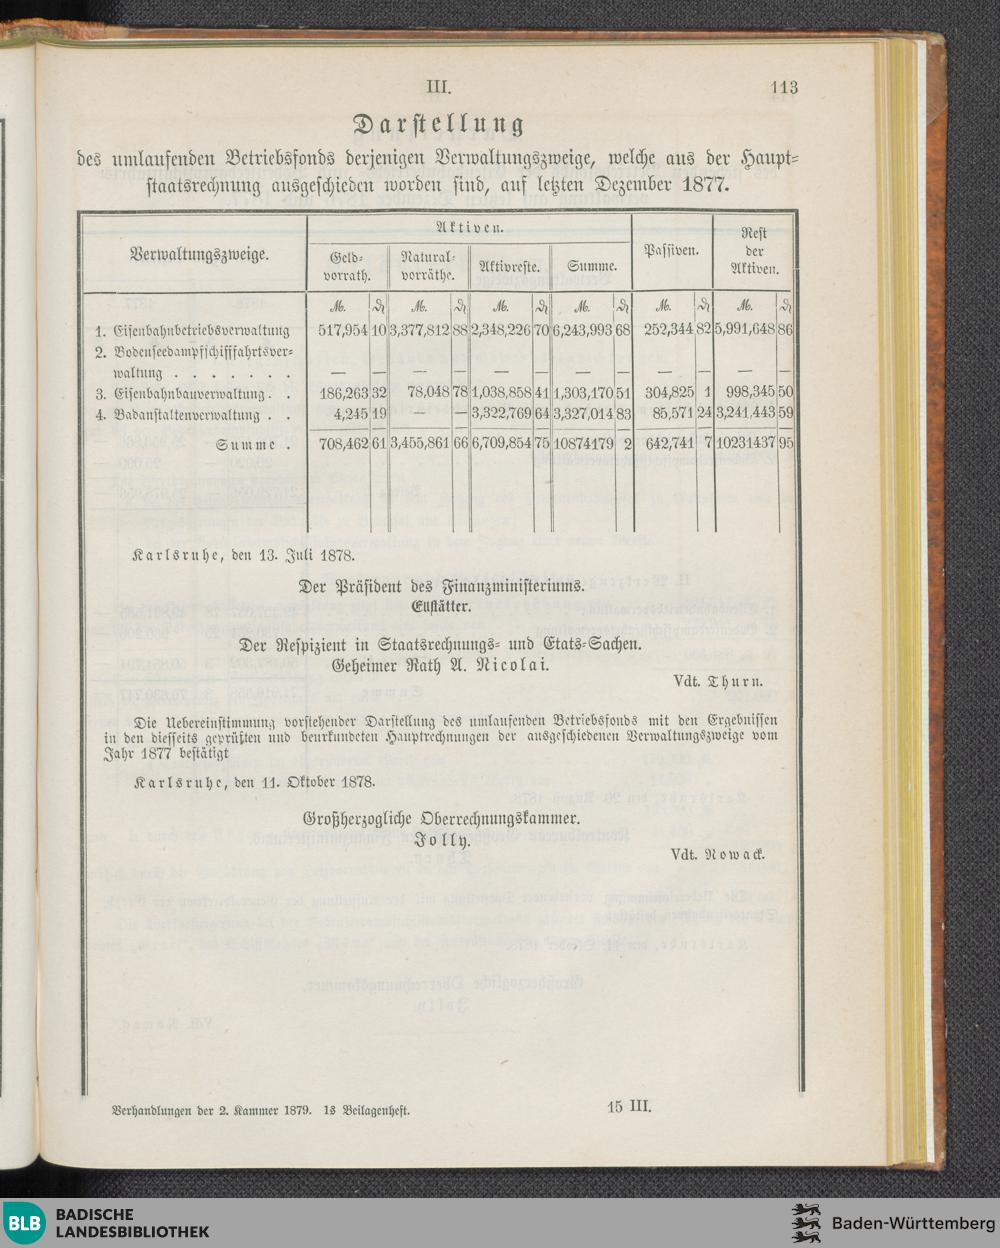 III.
113
Darstellung
des umlaufenden Betriebsfonds derjenigen Verwaltungszweige, welche aus der Haupt-
staatsrechnung ausgeschieden worden sind, auf letzten Dezember 1877.
Verwaltungszweige. Aktiven. Passiven. Rest der Aktiven.
Geld-vorrath. Natural-vorräthe. Aktivreste. Summe.
M. ₰ M. ₰ M. ₰ M. ₰ M. ₰ M. ₰
1. Eisenbahnbetriebsverwaltung 517,954 10 3,377,812 88 2,348,226 70 6,243,993 68 252,344 82 5,991,648 86
2. Bodenseedampfschifffahrtsver-
waltung . . . . . . . — — — — — — — — — — — —
3. Eisenbahnbauverwaltung . . 186,263 32 78,048 78 1,038,858 41 1,303,170 51 304,825 1 998,345 50
4. Badanstaltenverwaltung . . 4,245 19 — — 3,322,769 64 3,327,014 83 85,571 24 3,241,443 59
Summe . 708,462 61 3,455,861 66 6,709,854 75 10874179 2 642,741 7 10231437 95
Karlsruhe, den 13. Juli 1878.
Der Präsident des Finanzministeriums.
Ellstätter.
Der Respizient in Staatsrechnungs- und Etats-Sachen.
Geheimer Rath A. Nicolai.
Vdt. Thurn.
Die Uebereinstimmung vorstehender Darstellung des umlaufenden Betriebsfonds mit den Ergebnissen
in den diesseits geprüften und beurkundeten Hauptrechnungen der ausgeschiedenen Verwaltungszweige vom
Jahr 1877 bestätigt
Karlsruhe, den 11. Oktober 1878.
Großherzogliche Oberrechnungskammer.
Jolly.
Vdt. Nowack.
Verhandlungen der 2. Kammer 1879. 1s Beilagenheft.
15 III.
BLB
BADISCHE
LANDESBIBLIOTHEK
Baden-Württemberg